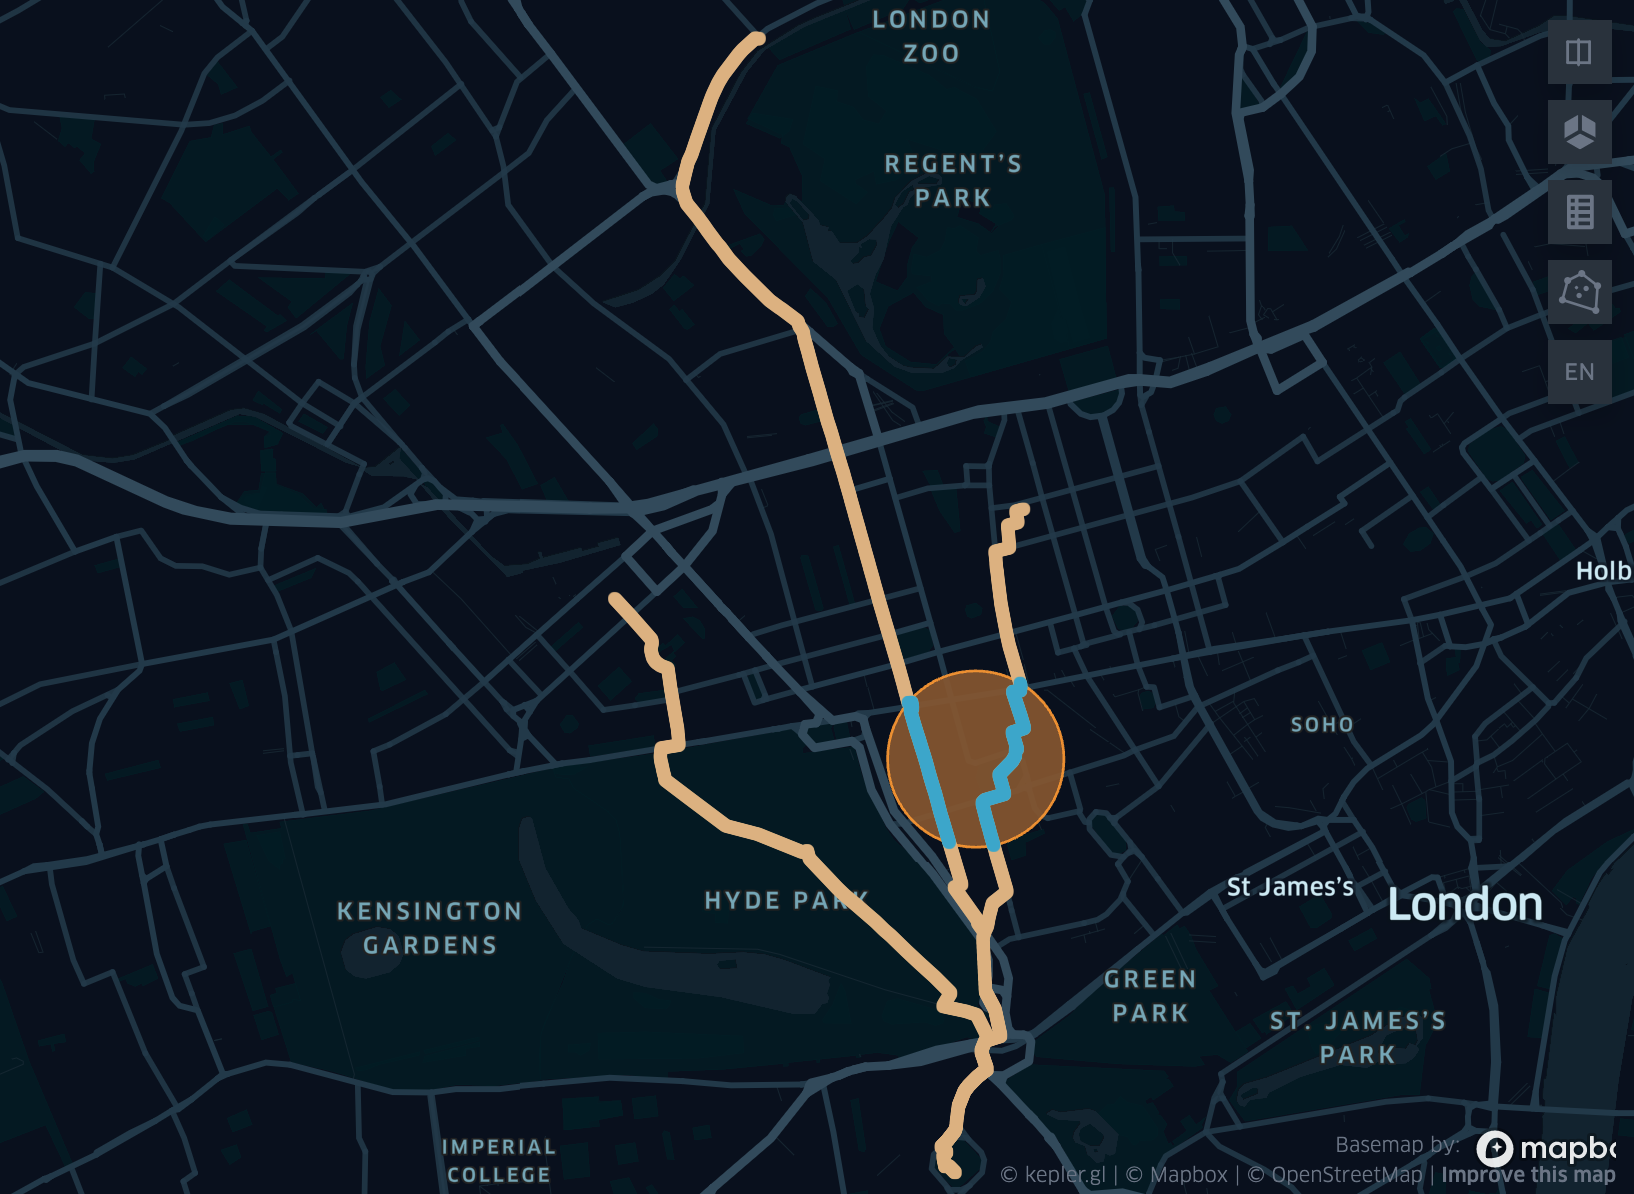 LONDON
ZOO
REGENT'S
PARK
EN
Holb
SOHO
St James's
London
HYDE PARK
KENSINGTON
GARDENS
GREEN
PARK
ST. JAMES'S
PARK
IMPERIAL
COLLEGE
Basemap by: mapbo
© kepler.gl | © Mapbox | © OpenStreetMap | Improve this map